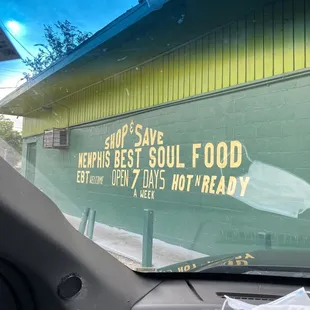 SHOP & SAVE
MEMPHIS BEST SOUL FOOD
EBT WELCOME OPEN 7 DAYS HOT N READY
A WEEK